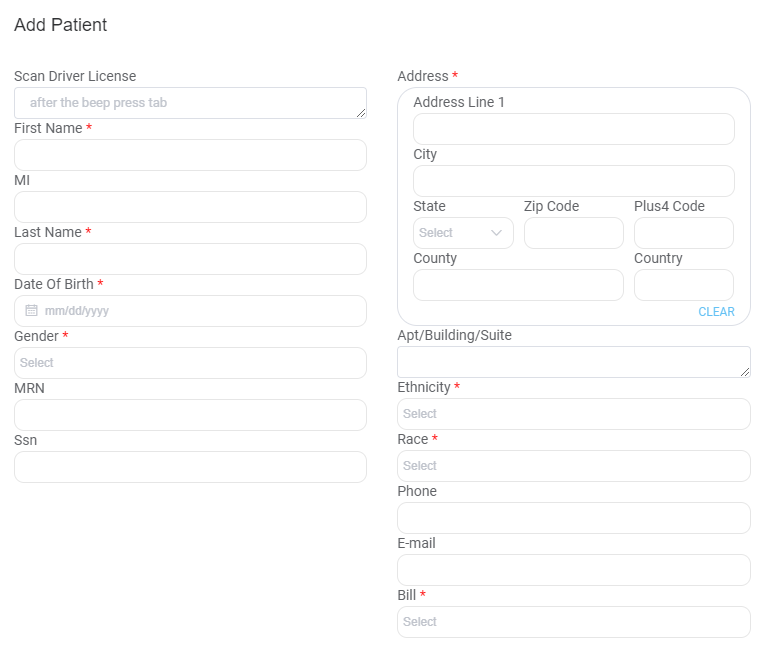 Add Patient
Scan Driver License
after the beep press tab
First Name *
MI
Last Name *
Date Of Birth *
mm/dd/yyyy
Gender *
Select
MRN
Ssn
Address *
Address Line 1
City
State Zip Code Plus4 Code
Select
County Country
CLEAR
Apt/Building/Suite
Ethnicity *
Select
Race *
Select
Phone
E-mail
Bill *
Select